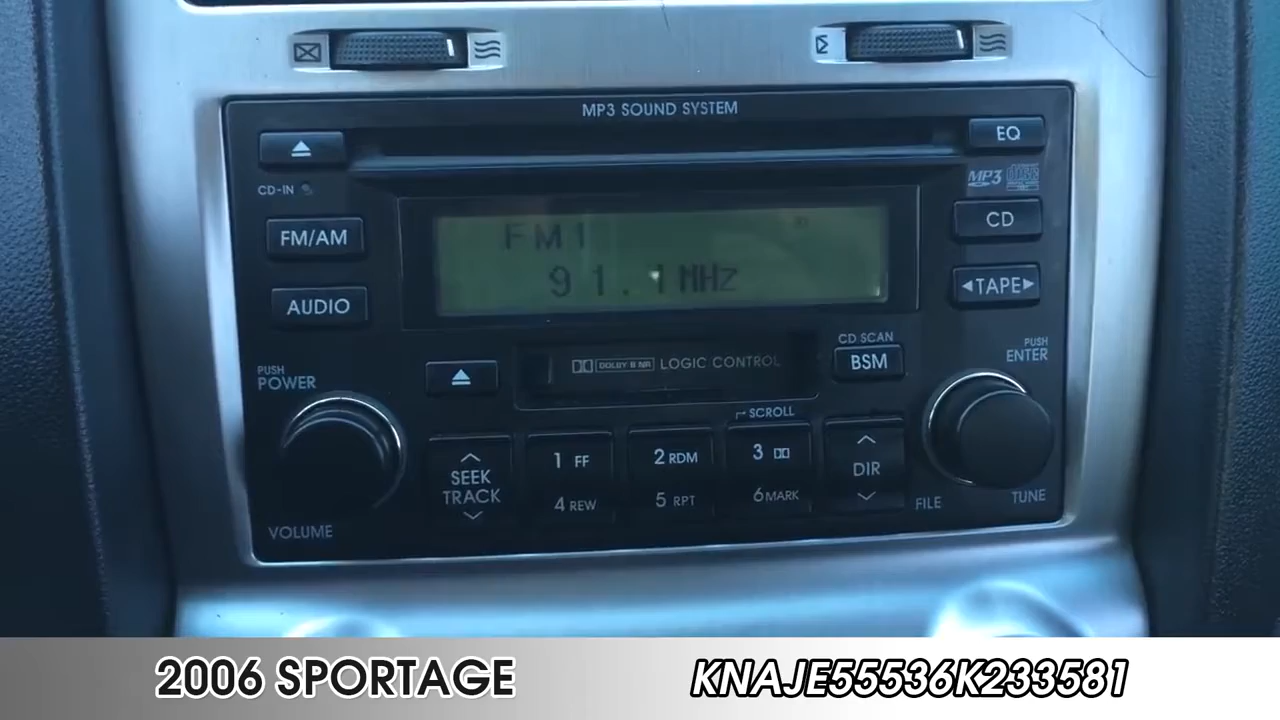 MP3 SOUND SYSTEM
EQ
CD-IN
MP3
FM/AM
CD
FM1
91.1MHz
AUDIO
◀TAPE▶
CD SCAN
BSM
PUSH
ENTER
PUSH
POWER
DOLBY B NR LOGIC CONTROL
SCROLL
SEEK
TRACK
1 FF
2 RDM
3
DIR
4 REW
5 RPT
6 MARK
VOLUME
FILE
TUNE
2006 SPORTAGE
KNAJE55536K233581